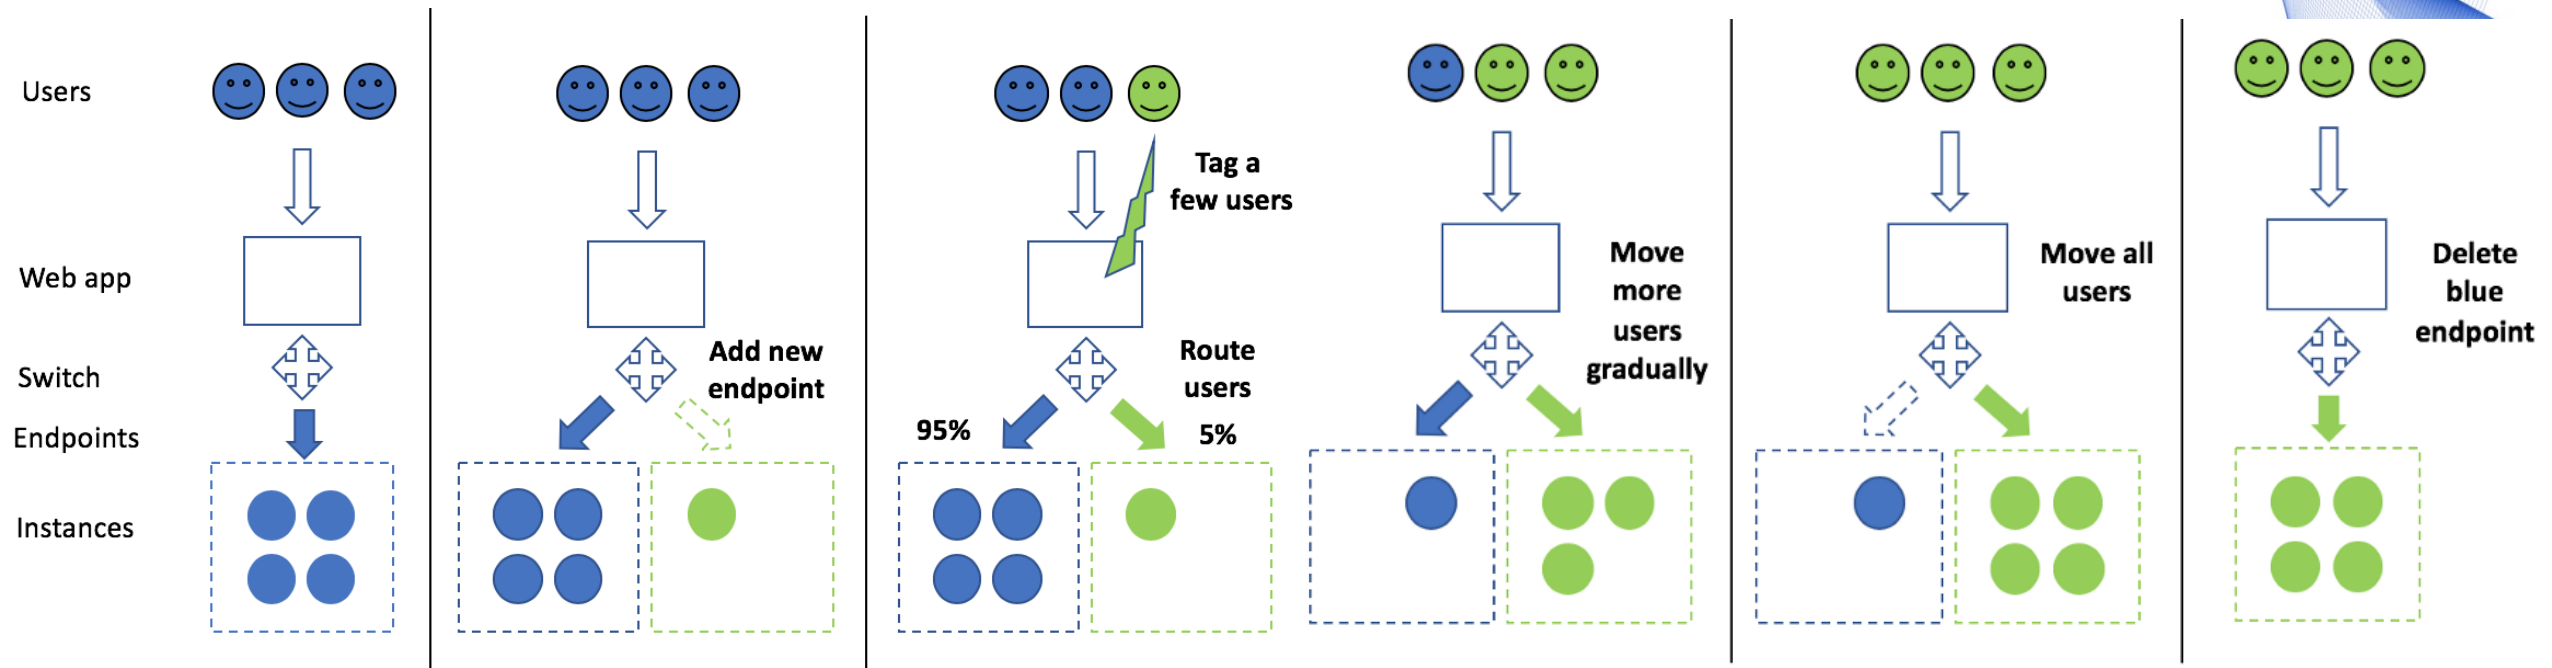 Users
Web app
Switch
Endpoints
Instances
Add new
endpoint
Tag a
few users
Route
users
95%
5%
Move
more
users
gradually
Move all
users
Delete
blue
endpoint